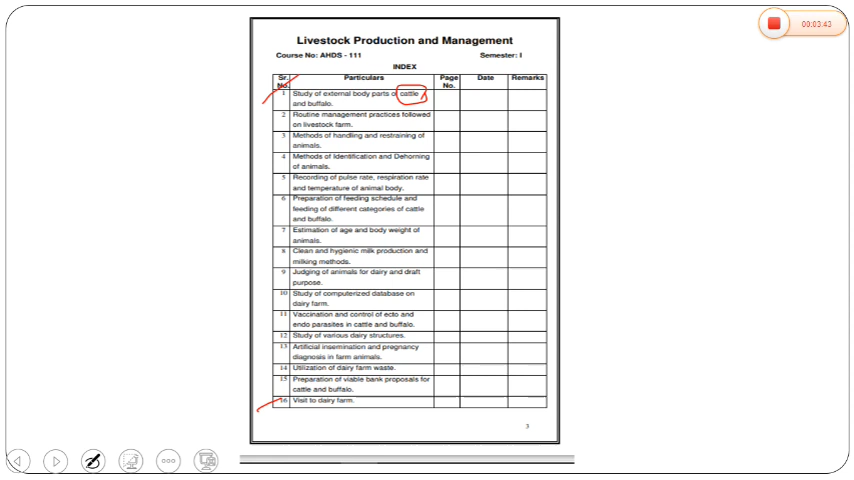 00:03:43
Livestock Production and Management
Course No: AHDS - 111 Semester: I
INDEX
Sr. No. Particulars Page No. Date Remarks
1 Study of external body parts of cattle
and buffalo.
2 Routine management practices followed
on livestock farm.
3 Methods of handling and restraining of
animals.
4 Methods of Identification and Dehorning
of animals.
5 Recording of pulse rate, respiration rate
and temperature of animal body.
6 Preparation of feeding schedule and
feeding of different categories of cattle
and buffalo.
7 Estimation of age and body weight of
animals.
8 Clean and hygienic milk production and
milking methods.
9 Judging of animals for dairy and draft
purpose.
10 Study of computerized database on
dairy farm.
11 Vaccination and control of ecto and
endo parasites in cattle and buffalo.
12 Study of various dairy structures.
13 Artificial insemination and pregnancy
diagnosis in farm animals.
14 Utilization of dairy farm waste.
15 Preparation of viable bank proposals for
cattle and buffalo.
16 Visit to dairy farm.
3